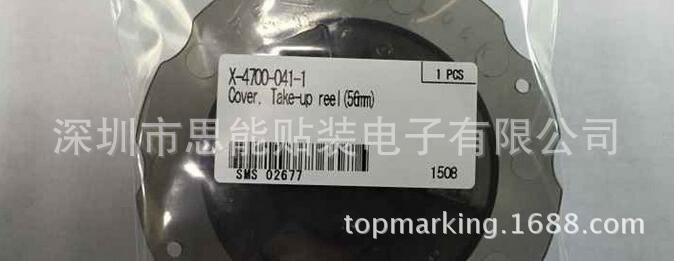 X-4700-041-1
1 PCS
Cover, Take-up reel(56mm)
深圳市思能贴装电子有限公司
SMS 02677
1508
topmarking.1688.com